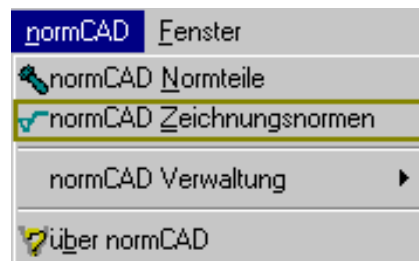 normCAD Fenster
normCAD Normteile
normCAD Zeichnungsnormen
normCAD Verwaltung
über normCAD